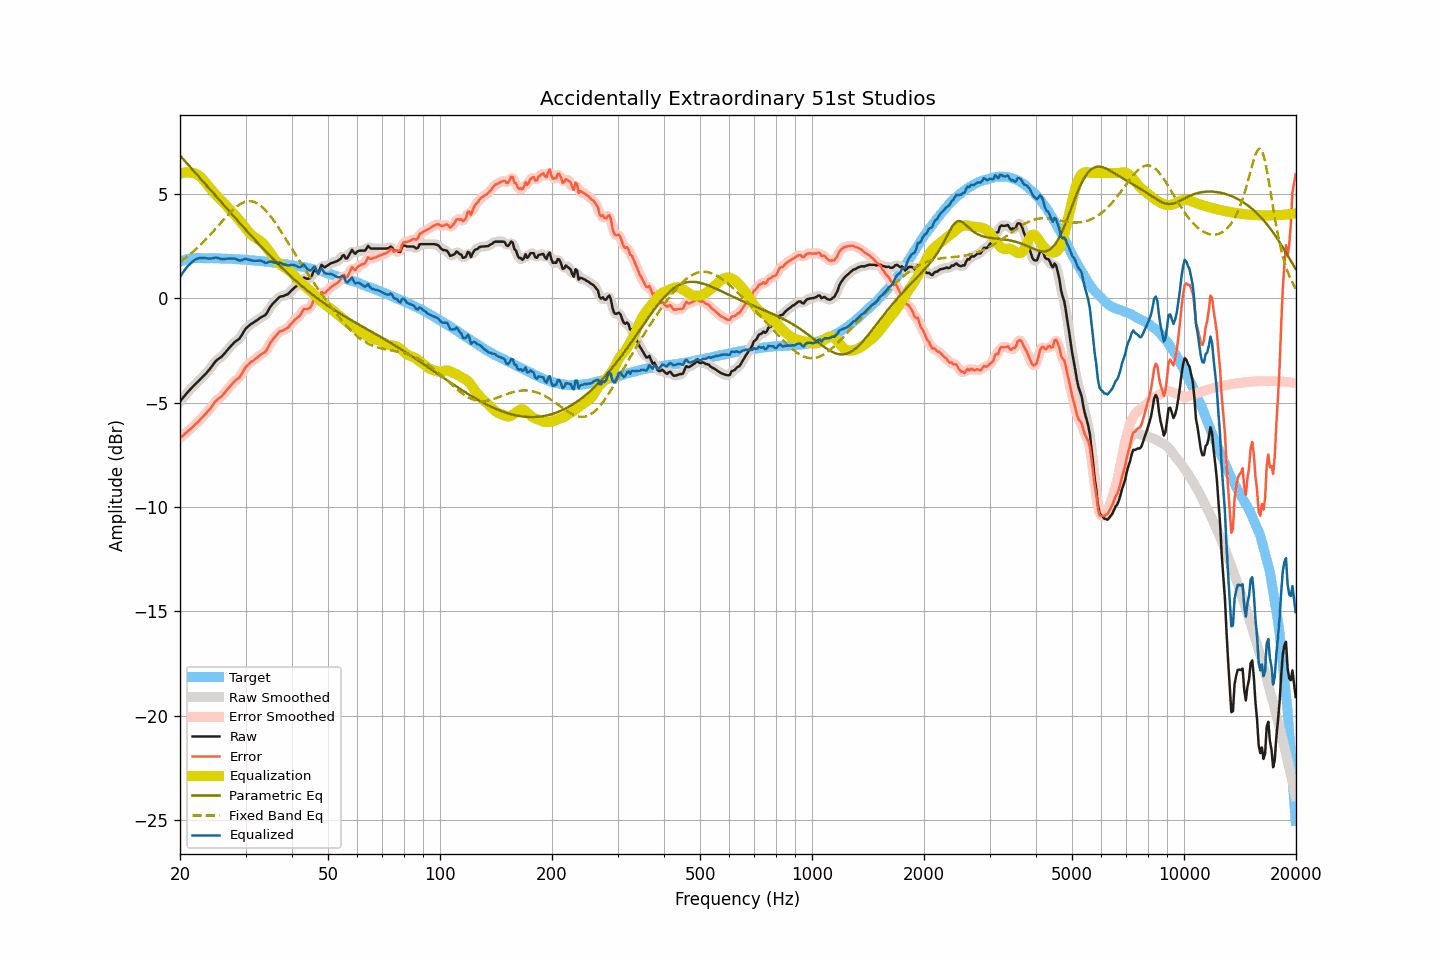 Accidentally Extraordinary 51st Studios
Amplitude (dBr)
5
0
−5
−10
−15
−20
−25
Target
Raw Smoothed
Error Smoothed
Raw
Error
Equalization
Parametric Eq
Fixed Band Eq
Equalized
20 50 100 200 500 1000 2000 5000 10000 20000
Frequency (Hz)